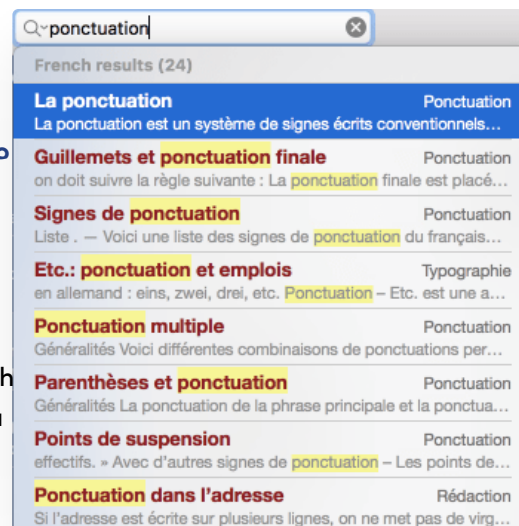 ponctuation
French results (24)
La ponctuation Ponctuation
La ponctuation est un système de signes écrits conventionnels…
Guillemets et ponctuation finale Ponctuation
on doit suivre la règle suivante : La ponctuation finale est placé…
Signes de ponctuation Ponctuation
Liste . — Voici une liste des signes de ponctuation du français…
Etc.: ponctuation et emplois Typographie
en allemand : eins, zwei, drei, etc. Ponctuation – Etc. est une a…
Ponctuation multiple Ponctuation
Généralités Voici différentes combinaisons de ponctuations per…
Parenthèses et ponctuation Ponctuation
Généralités La ponctuation de la phrase principale et la ponctua…
Points de suspension Ponctuation
effectifs. » Avec d’autres signes de ponctuation – Les points de…
Ponctuation dans l’adresse Rédaction
Si l’adresse est écrite sur plusieurs lignes, on ne met pas de virg…